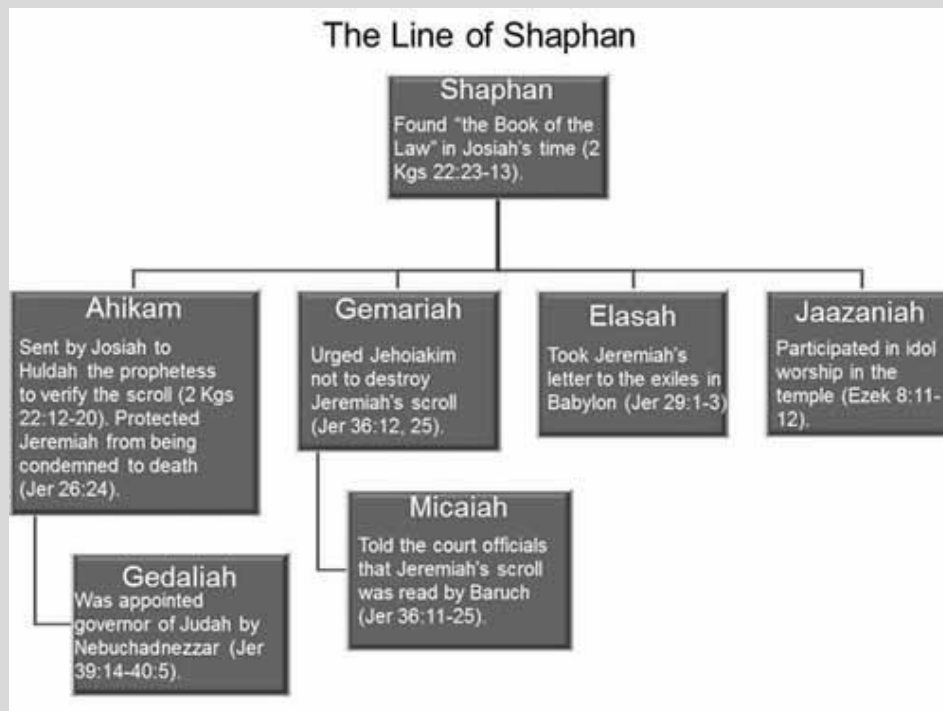 The Line of Shaphan
Shaphan
Found "the Book of the
Law" in Josiah's time (2
Kgs 22:23-13).
Ahikam
Sent by Josiah to
Huldah the prophetess
to verify the scroll (2 Kgs
22:12-20). Protected
Jeremiah from being
condemned to death
(Jer 26:24).
Gemariah
Urged Jehoiakim
not to destroy
Jeremiah's scroll
(Jer 36:12, 25).
Elasah
Took Jeremiah's
letter to the exiles in
Babylon (Jer 29:1-3)
Jaazaniah
Participated in idol
worship in the
temple (Ezek 8:11-
12).
Gedaliah
Was appointed
governor of Judah by
Nebuchadnezzar (Jer
39:14-40:5).
Micaiah
Told the court officials
that Jeremiah's scroll
was read by Baruch
(Jer 36:11-25).